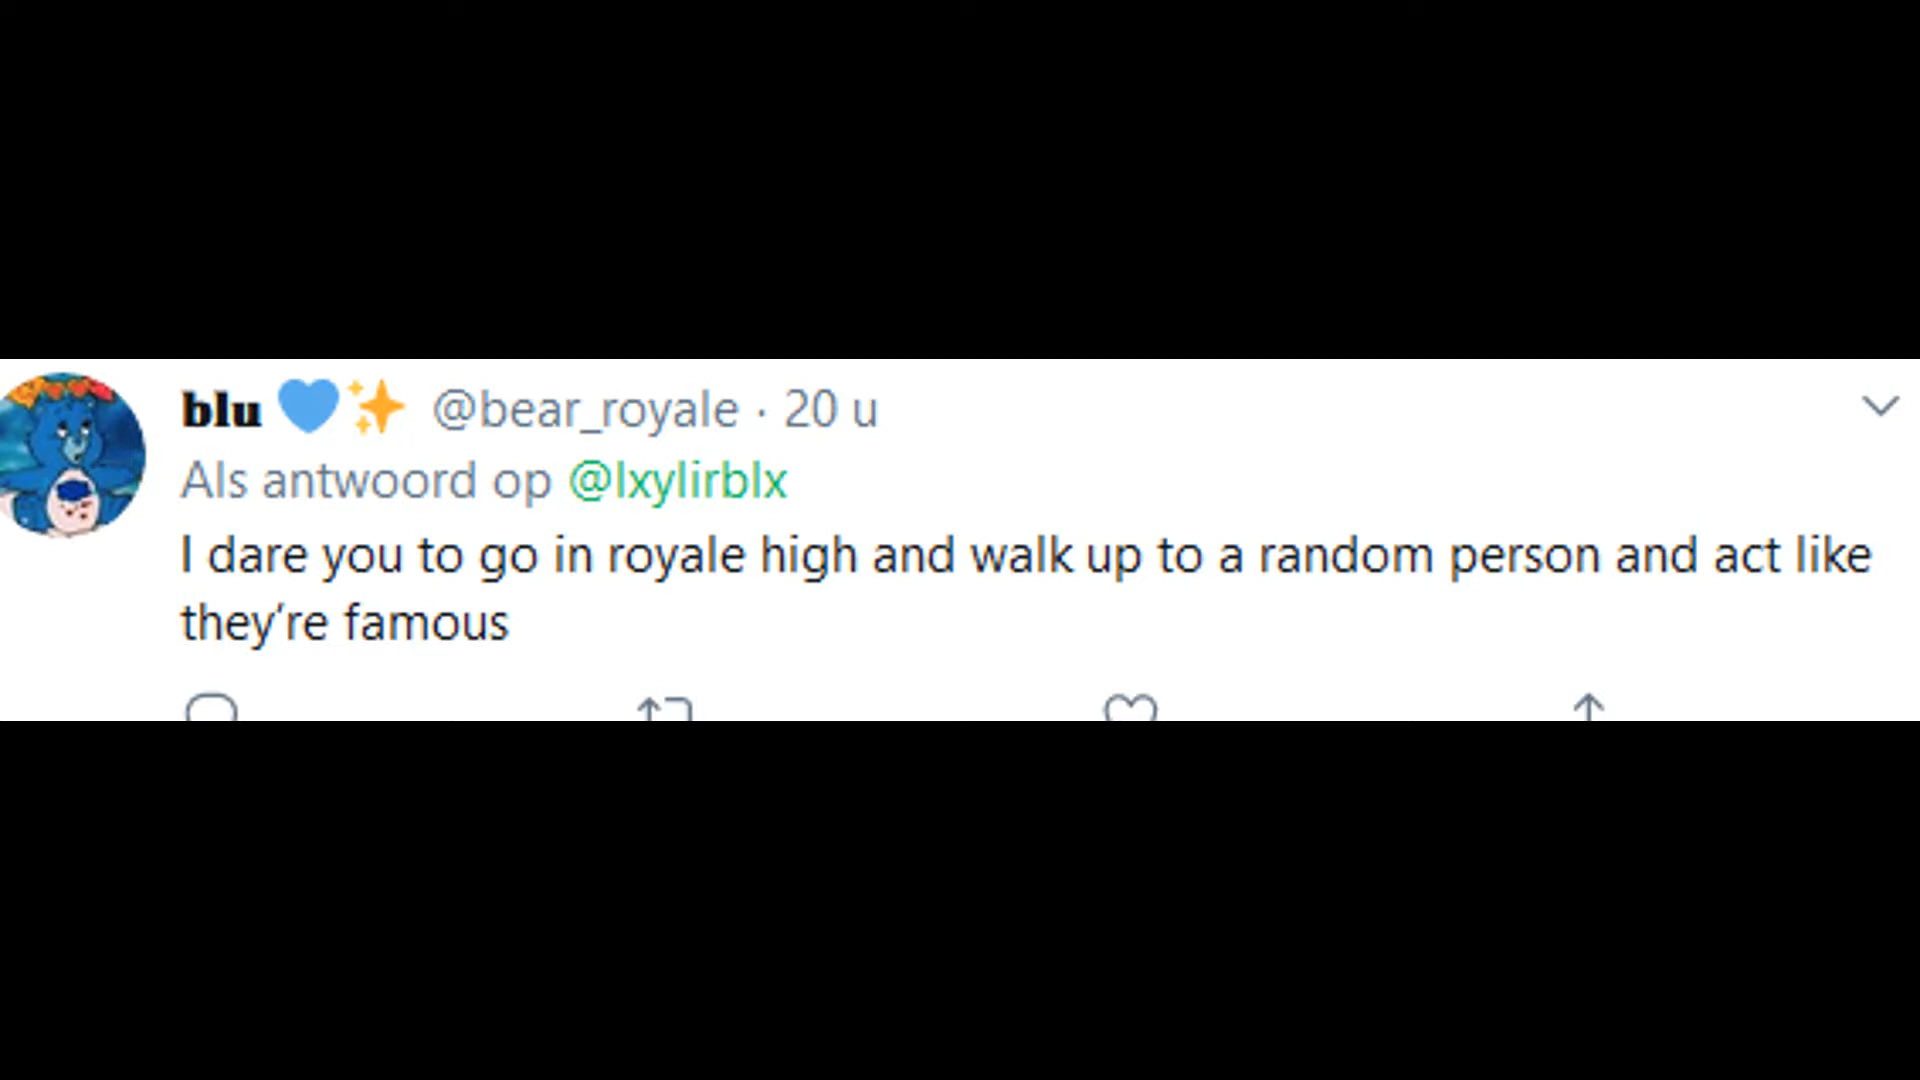 blu 💙✨ @bear_royale · 20 u
Als antwoord op @lxylirblx
I dare you to go in royale high and walk up to a random person and act like
they're famous